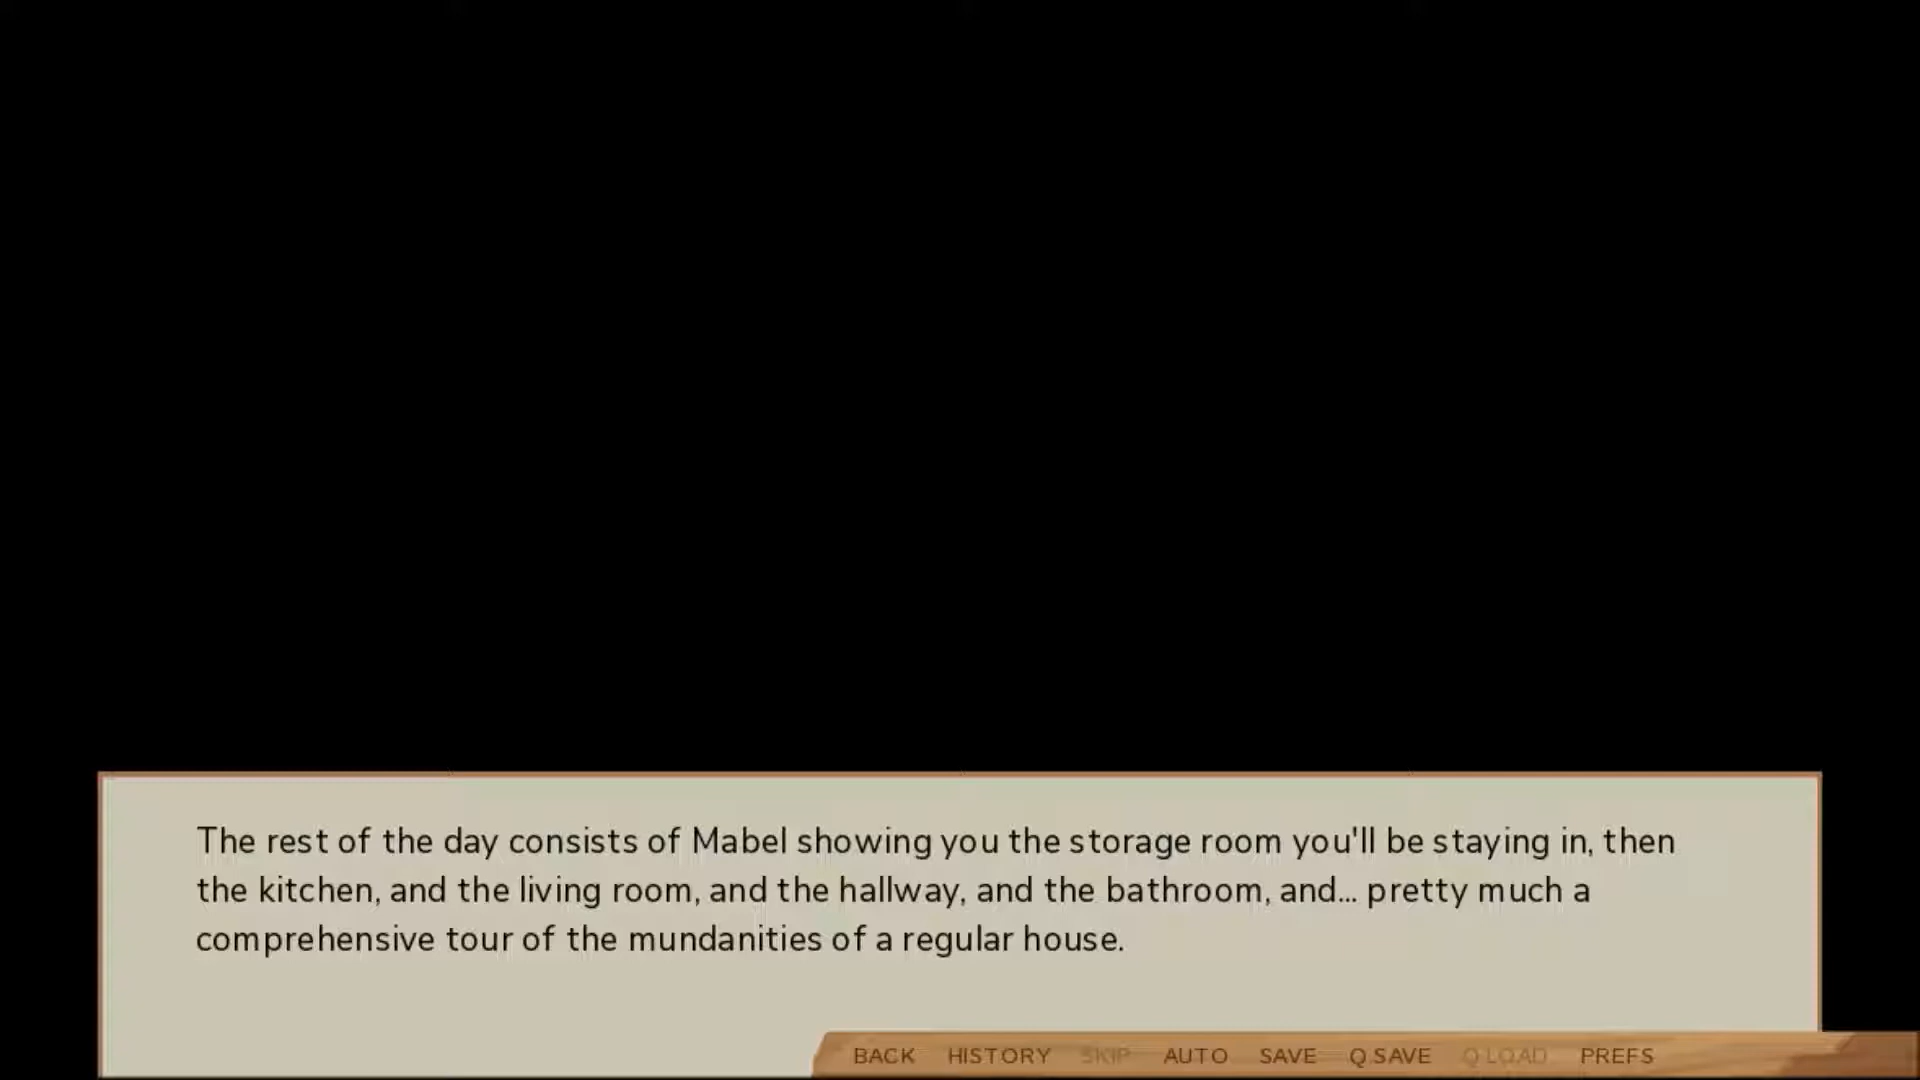 The rest of the day consists of Mabel showing you the storage room you'll be staying in, then
the kitchen, and the living room, and the hallway, and the bathroom, and... pretty much a
comprehensive tour of the mundanities of a regular house.
BACK HISTORY SKIP AUTO SAVE Q.SAVE Q.LOAD PREFS